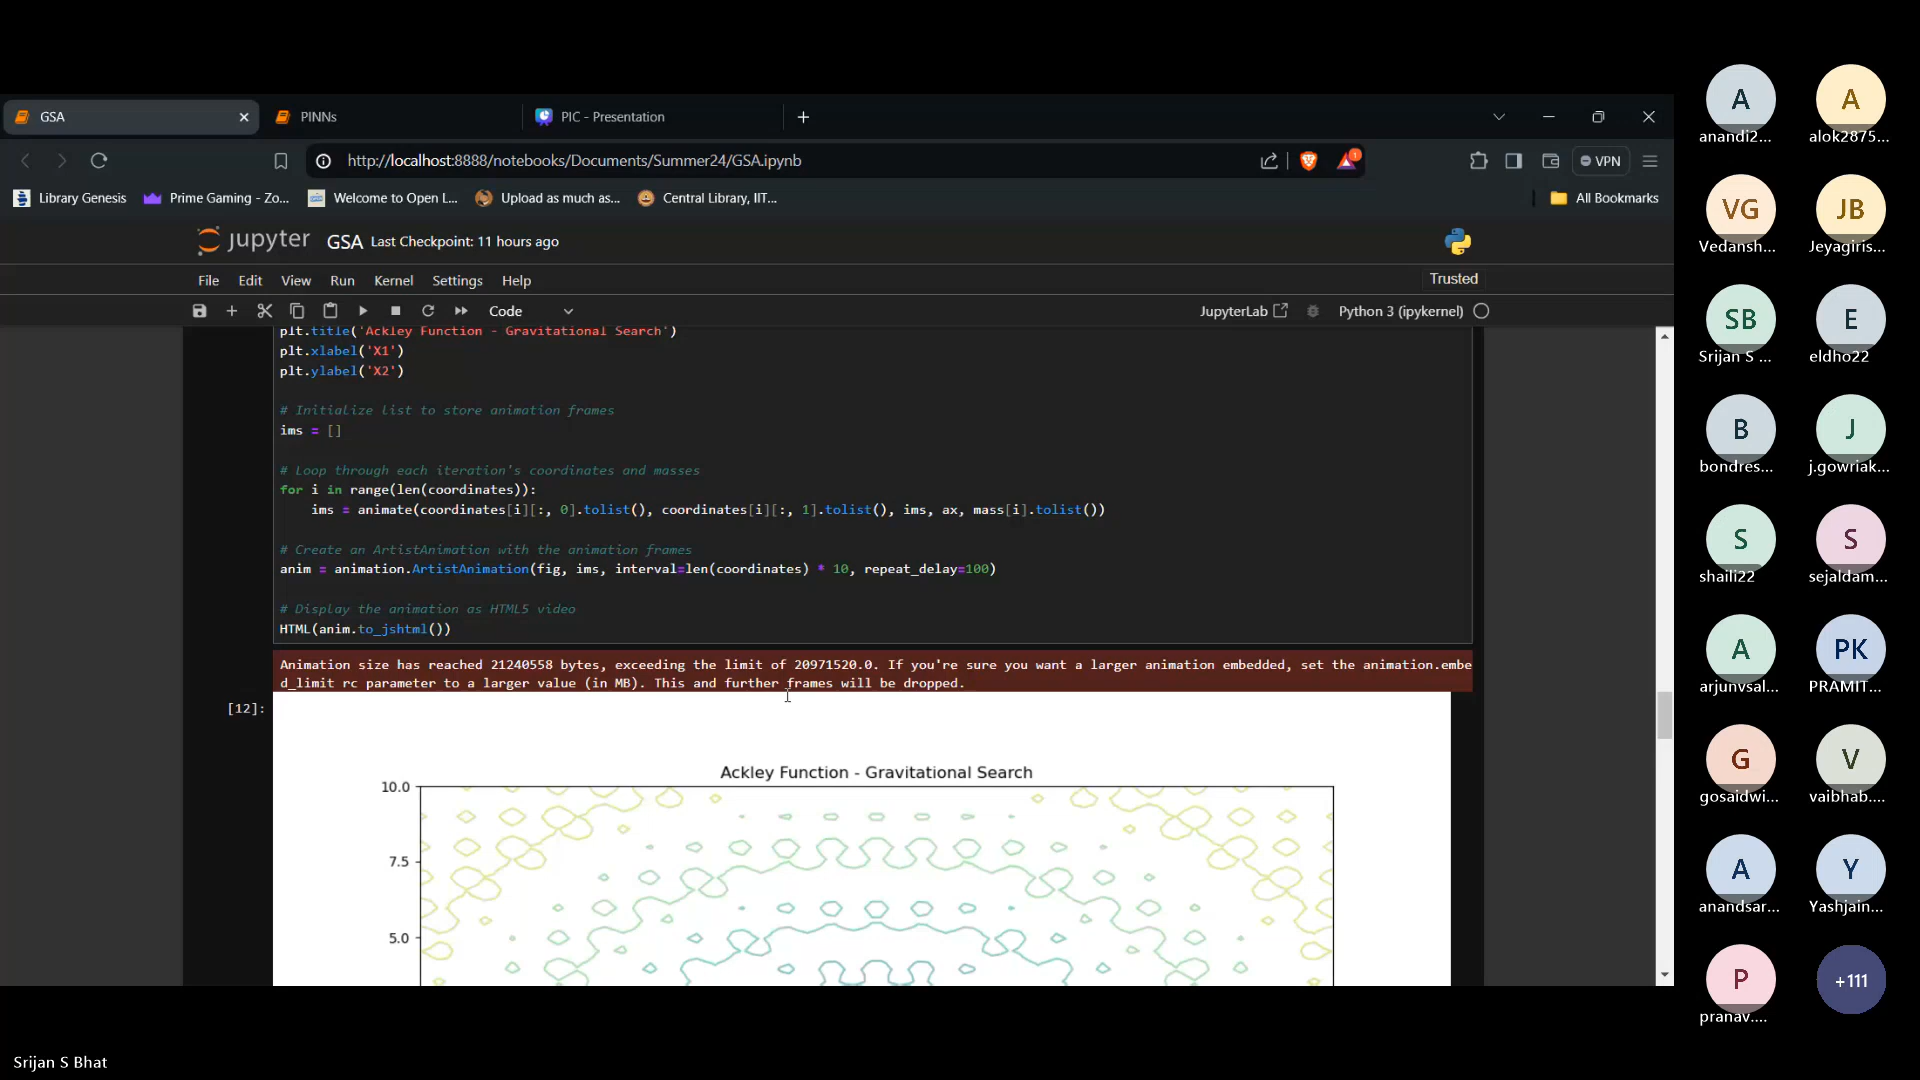 GSA
PINNs
PIC - Presentation
http://localhost:8888/notebooks/Documents/Summer24/GSA.ipynb
1
VPN
Library Genesis
Prime Gaming - Zo...
Welcome to Open L...
Upload as much as...
Central Library, IIT...
All Bookmarks
jupyter GSA Last Checkpoint: 11 hours ago
File Edit View Run Kernel Settings Help
Trusted
Code
JupyterLab
Python 3 (ipykernel)
plt.title('Ackley Function - Gravitational Search')
plt.xlabel('X1')
plt.ylabel('X2')
# Initialize list to store animation frames
ims = []
# Loop through each iteration's coordinates and masses
for i in range(len(coordinates)):
ims = animate(coordinates[i][:, 0].tolist(), coordinates[i][:, 1].tolist(), ims, ax, mass[i].tolist())
# Create an ArtistAnimation with the animation frames
anim = animation.ArtistAnimation(fig, ims, interval=len(coordinates) * 10, repeat_delay=100)
# Display the animation as HTML5 video
HTML(anim.to_jshtml())
Animation size has reached 21240558 bytes, exceeding the limit of 20971520.0. If you're sure you want a larger animation embedded, set the animation.embe
d_limit rc parameter to a larger value (in MB). This and further frames will be dropped.
[12]:
Ackley Function - Gravitational Search
10.0
7.5
5.0
A
anandi2...
A
alok2875...
VG
Vedansh...
JB
Jeyagiris...
SB
Srijan S ...
E
eldho22
B
bondres...
J
j.gowriak...
S
shaili22
S
sejaldam...
A
arjunvsal...
PK
PRAMIT...
G
gosaidwi...
V
vaibhab....
A
anandsar...
Y
Yashjain...
P
pranav....
+111
Srijan S Bhat